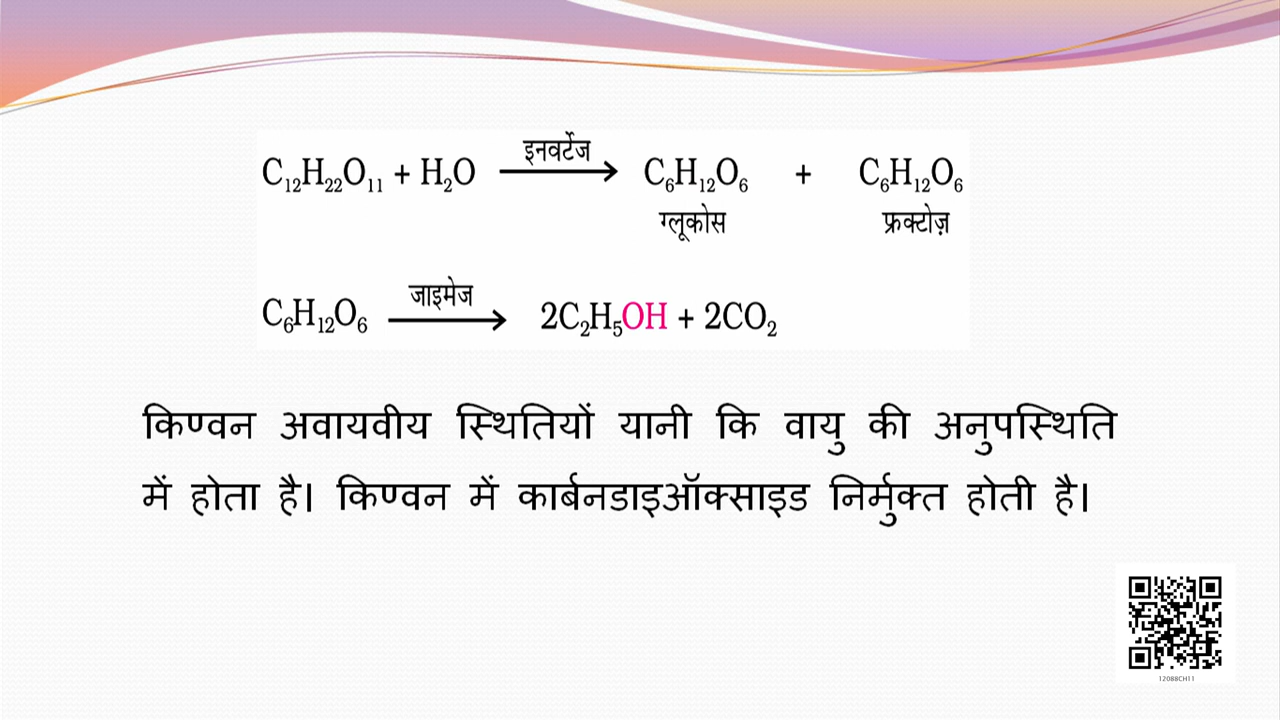 इनवर्टेज
C₁₂H₂₂O₁₁ + H₂O ⟶ C₆H₁₂O₆ + C₆H₁₂O₆
ग्लूकोस फ्रक्टोज़
जाइमेज
C₆H₁₂O₆ ⟶ 2C₂H₅OH + 2CO₂
किण्वन अवायवीय स्थितियों यानी कि वायु की अनुपस्थिति
में होता है। किण्वन में कार्बनडाइऑक्साइड निर्मुक्त होती है।
12088CH11